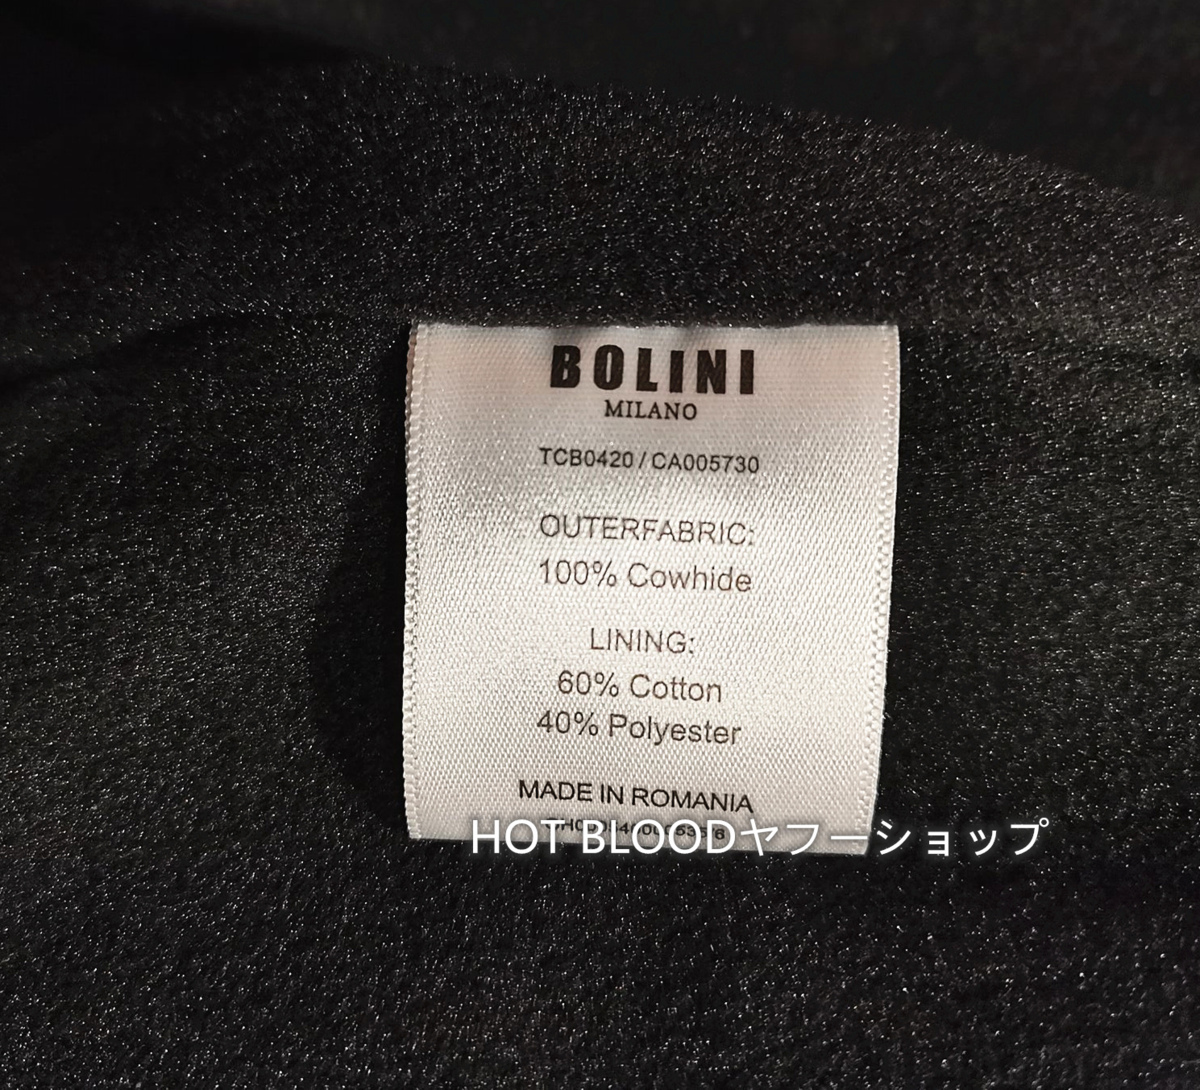 BOLINI
MILANO
TCB0420 / CA005730
OUTERFABRIC:
100% Cowhide
LINING:
60% Cotton
40% Polyester
MADE IN ROMANIA
HOT BLOODヤフーショップ